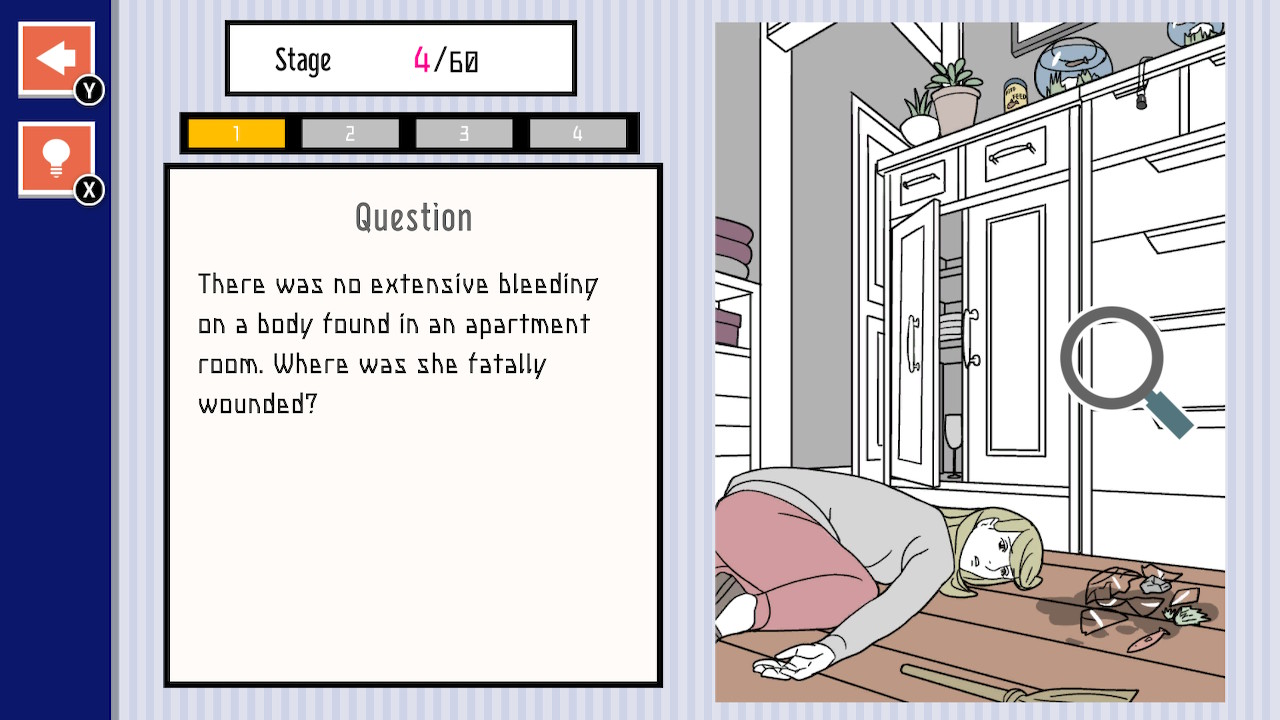 Y
X
Stage 4/60
1 2 3 4
Question
There was no extensive bleeding
on a body found in an apartment
room. Where was she fatally
wounded?
FEED